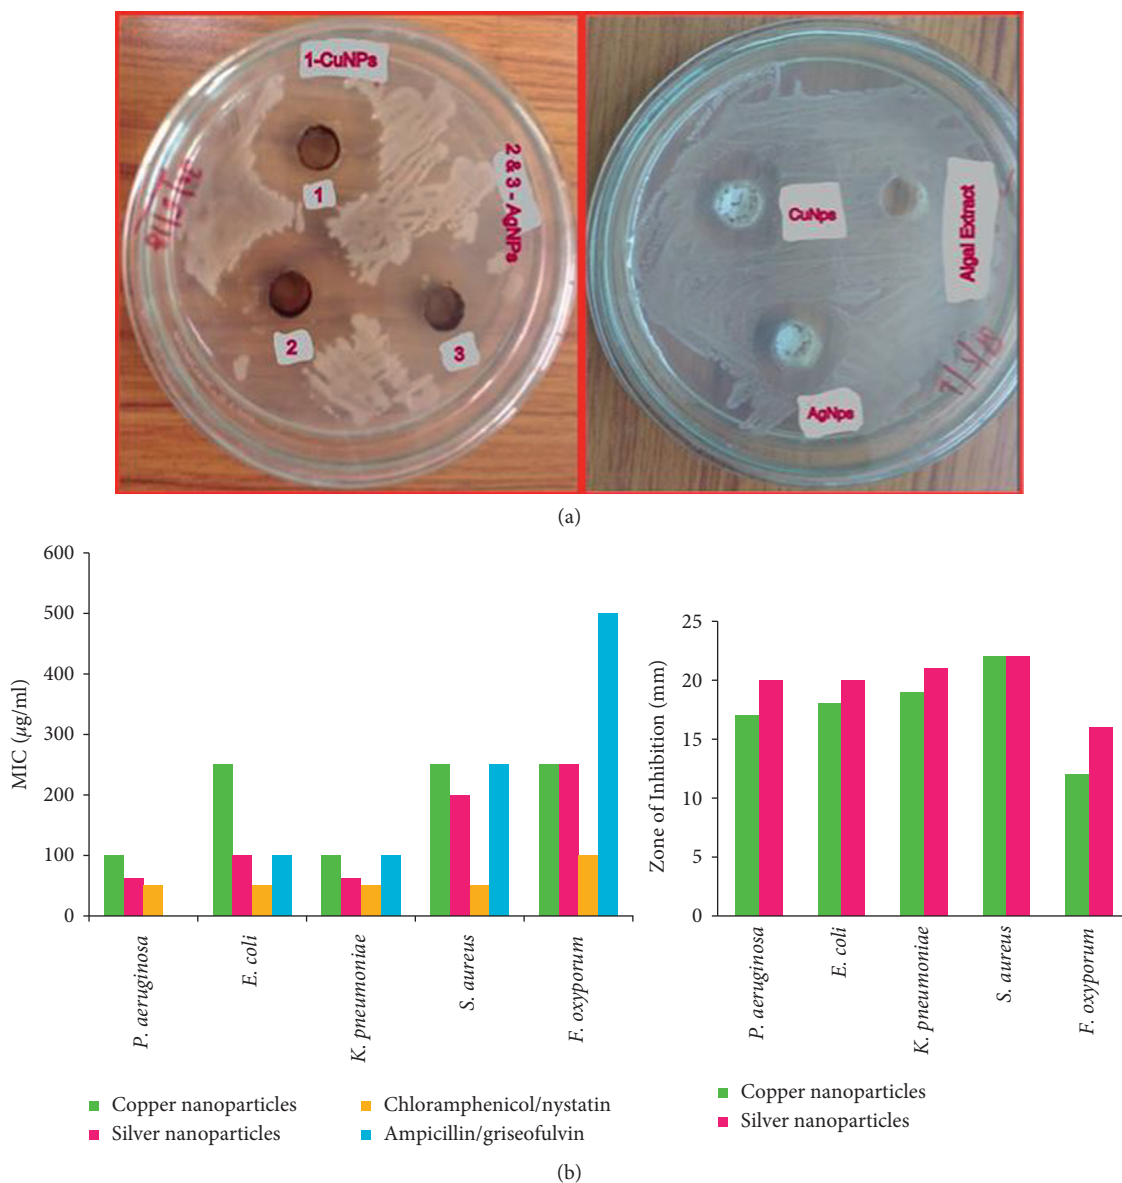 1-CuNPs
2 & 3 - AgNPs
1
2
3
CuNps
Algal Extract
AgNps
(a)
600
500
400
300
200
100
0
MIC (µg/ml)
P. aeruginosa
E. coli
K. pneumoniae
S. aureus
F. oxyporum
Copper nanoparticles
Silver nanoparticles
Chloramphenicol/nystatin
Ampicillin/griseofulvin
25
20
15
10
5
0
Zone of Inhibition (mm)
P. aeruginosa
E. coli
K. pneumoniae
S. aureus
F. oxyporum
Copper nanoparticles
Silver nanoparticles
(b)